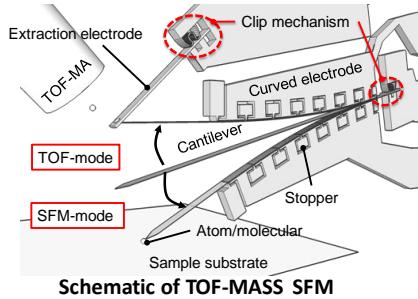 Clip mechanism
Extraction electrode
TOF-MA
Curved electrode
Cantilever
TOF-mode
Stopper
SFM-mode
Atom/molecular
Sample substrate
Schematic of TOF-MASS SFM